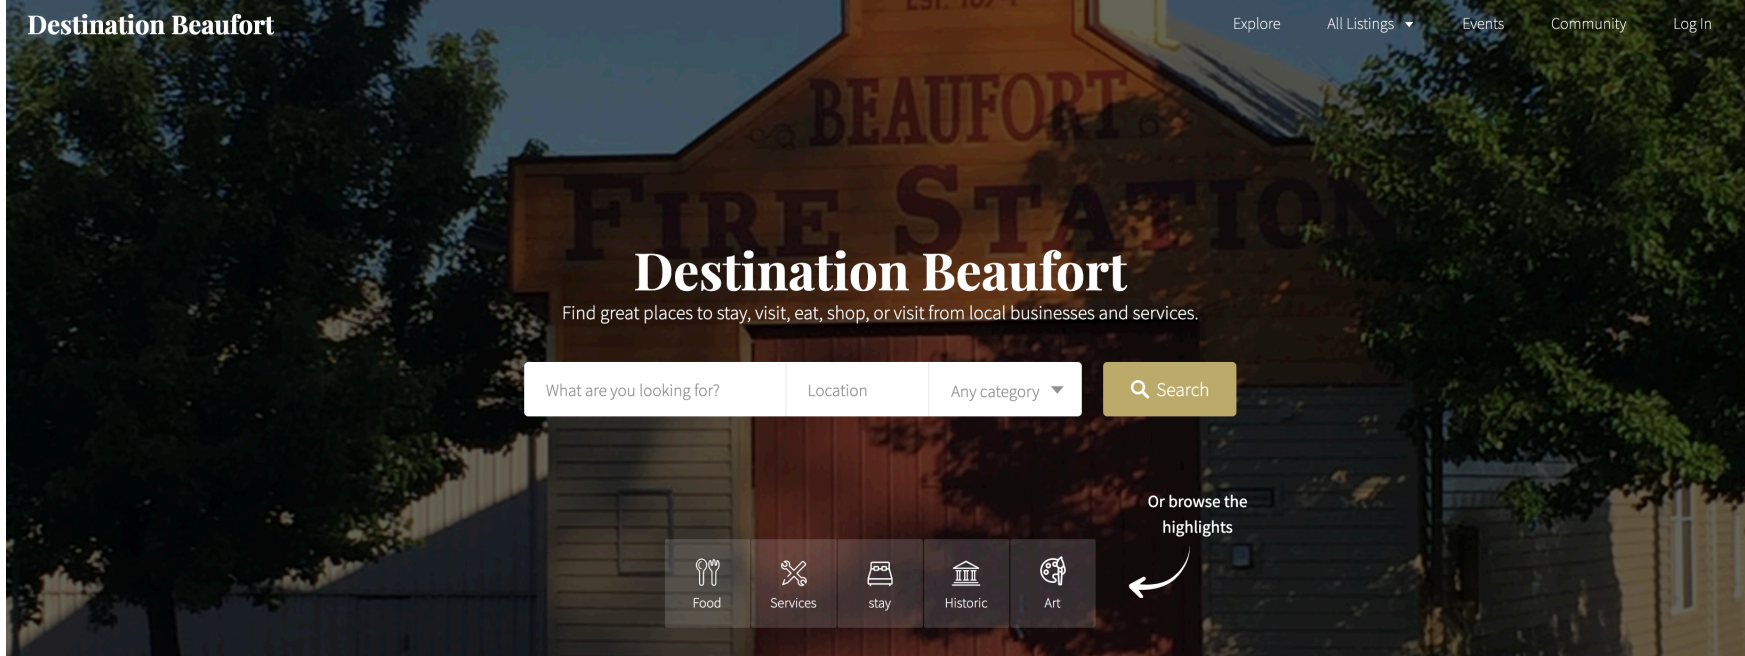 Destination Beaufort
Explore
All Listings
Events
Community
Log In
BEAUFORT
FIRE STATION
Destination Beaufort
Find great places to stay, visit, eat, shop, or visit from local businesses and services.
What are you looking for?
Location
Any category
Search
Or browse the
highlights
Food
Services
stay
Historic
Art